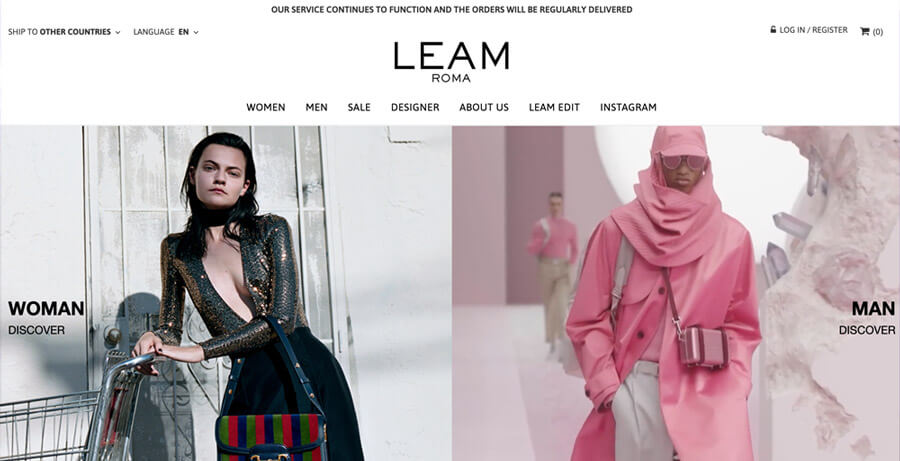 OUR SERVICE CONTINUES TO FUNCTION AND THE ORDERS WILL BE REGULARLY DELIVERED
SHIP TO OTHER COUNTRIES LANGUAGE EN
LOG IN / REGISTER (0)
LEAM
ROMA
WOMEN MEN SALE DESIGNER ABOUT US LEAM EDIT INSTAGRAM
WOMAN
DISCOVER
MAN
DISCOVER